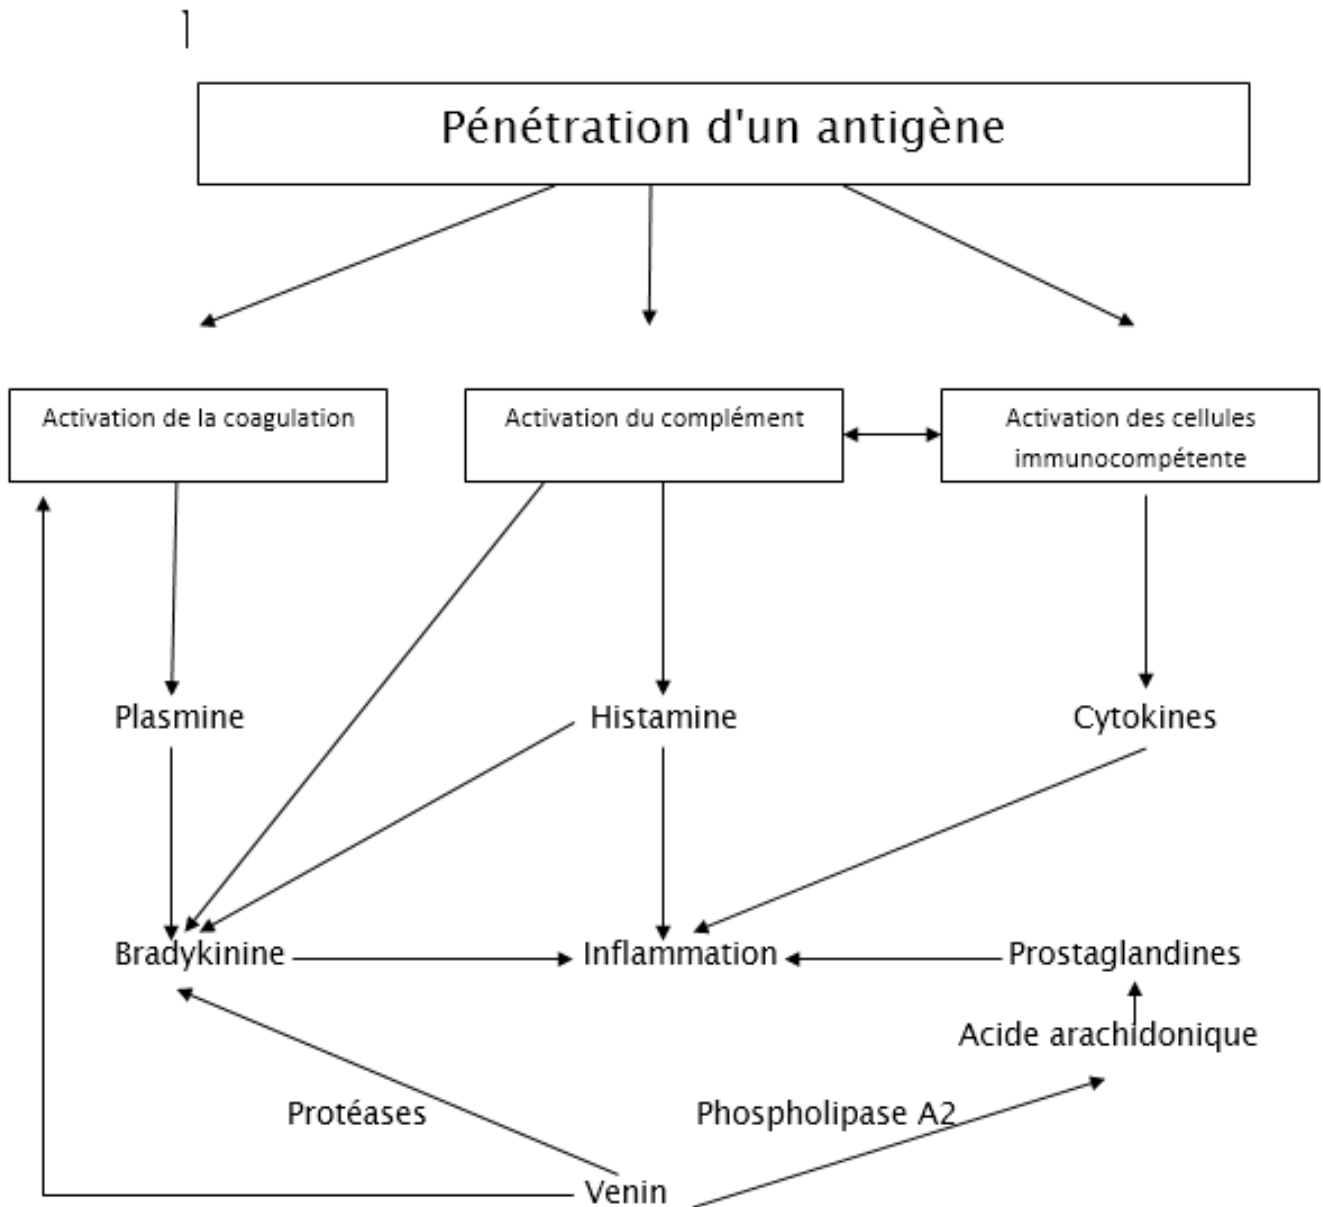 Pénétration d'un antigène
Activation de la coagulation
Activation du complément
Activation des cellules
immunocompétente
Plasmine
Histamine
Cytokines
Bradykinine
Inflammation
Prostaglandines
Acide arachidonique
Protéases
Phospholipase A2
Venin